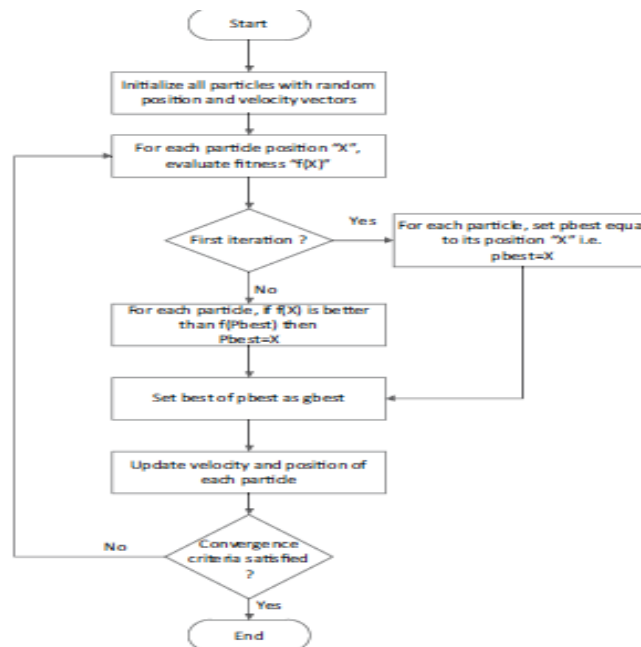 Start
Initialize all particles with random
position and velocity vectors
For each particle position "X",
evaluate fitness "f(X)"
First iteration ?
Yes
For each particle, set pbest equa
to its position "X" i.e.
pbest=X
No
For each particle, if f(X) is better
than f(Pbest) then
Pbest=X
Set best of pbest as gbest
Update velocity and position of
each particle
Convergence
criteria satisfied
?
No
Yes
End